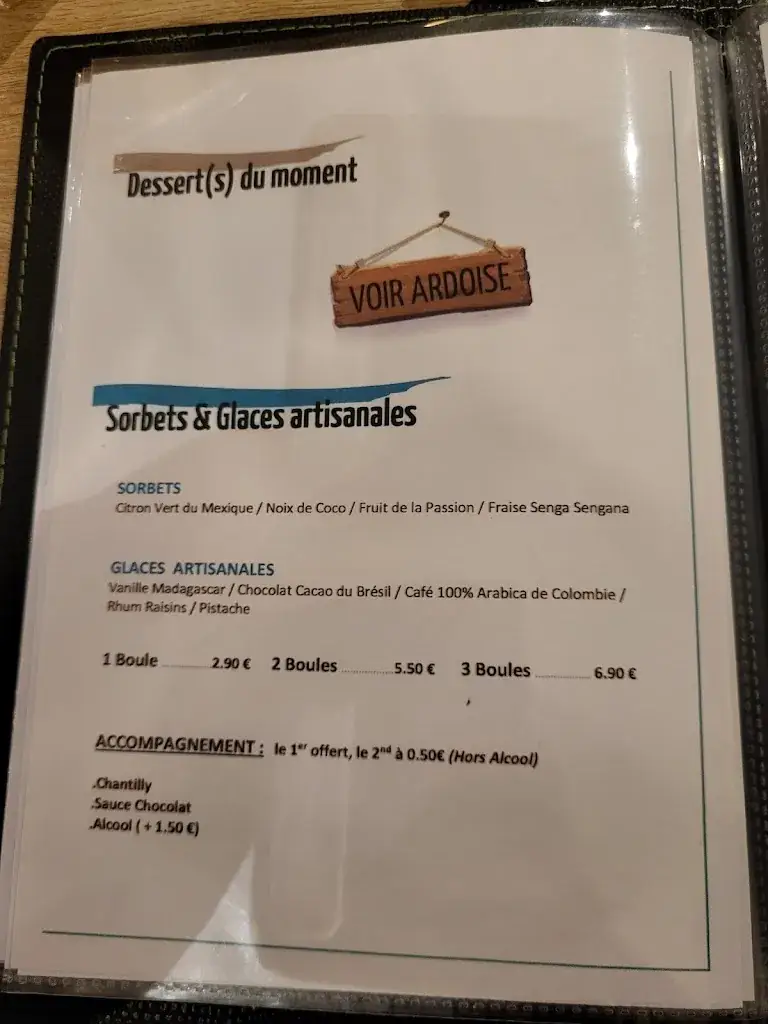 Dessert(s) du moment
VOIR ARDOISE
Sorbets & Glaces artisanales
SORBETS
Citron Vert du Mexique / Noix de Coco / Fruit de la Passion / Fraise Senga Sengana
GLACES ARTISANALES
Vanille Madagascar / Chocolat Cacao du Brésil / Café 100% Arabica de Colombie /
Rhum Raisins / Pistache
1 Boule ............ 2.90 € 2 Boules ............ 5.50 € 3 Boules ............ 6.90 €
ACCOMPAGNEMENT : le 1er offert, le 2nd à 0.50€ (Hors Alcool)
.Chantilly
.Sauce Chocolat
.Alcool ( + 1.50 €)